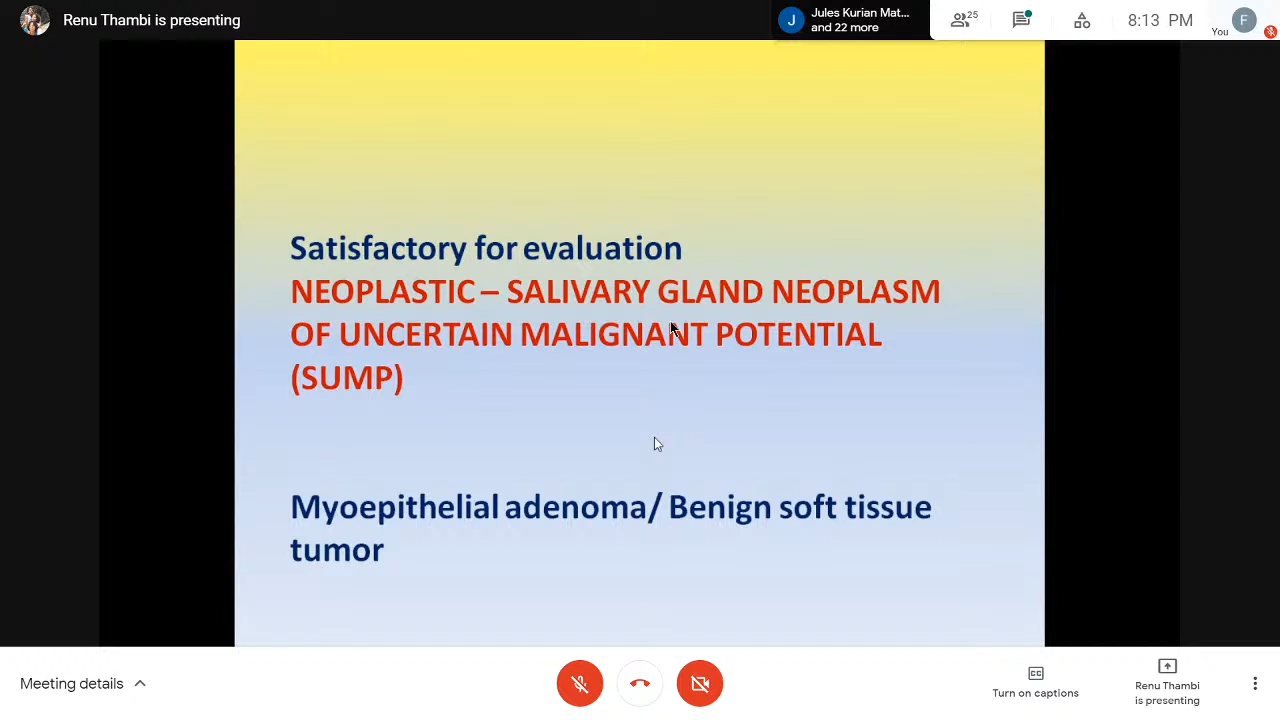 Renu Thambi is presenting
J
Jules Kurian Mat...
and 22 more
25
8:13 PM
You
F
Satisfactory for evaluation
NEOPLASTIC – SALIVARY GLAND NEOPLASM
OF UNCERTAIN MALIGNANT POTENTIAL
(SUMP)
Myoepithelial adenoma/ Benign soft tissue
tumor
Meeting details
CC
Turn on captions
Renu Thambi
is presenting